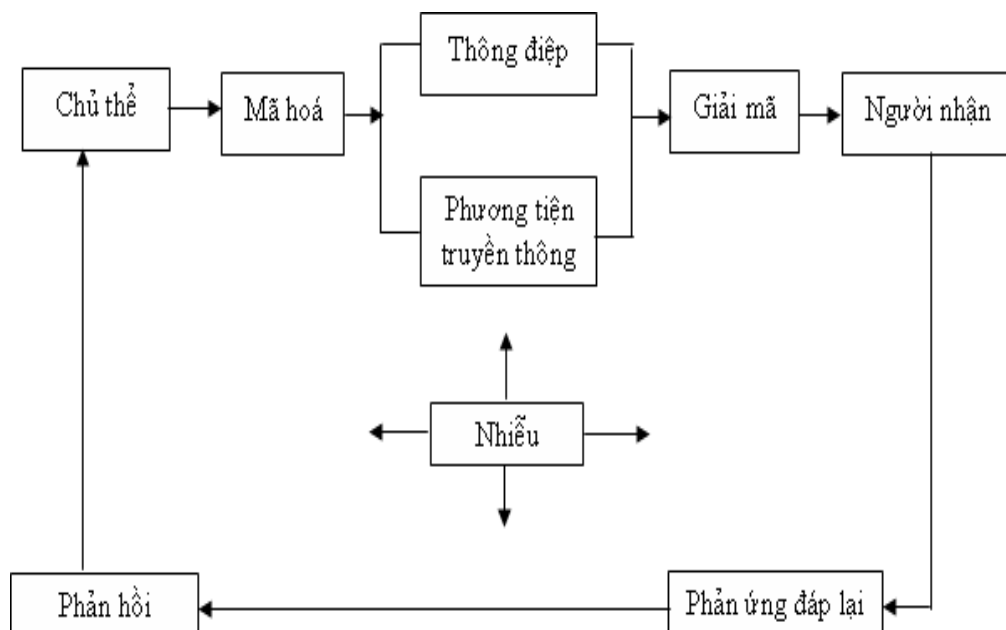 Thông điệp
Chủ thể
Mã hoá
Giải mã
Người nhận
Phương tiện
truyền thông
Nhiễu
Phản hồi
Phản ứng đáp lại